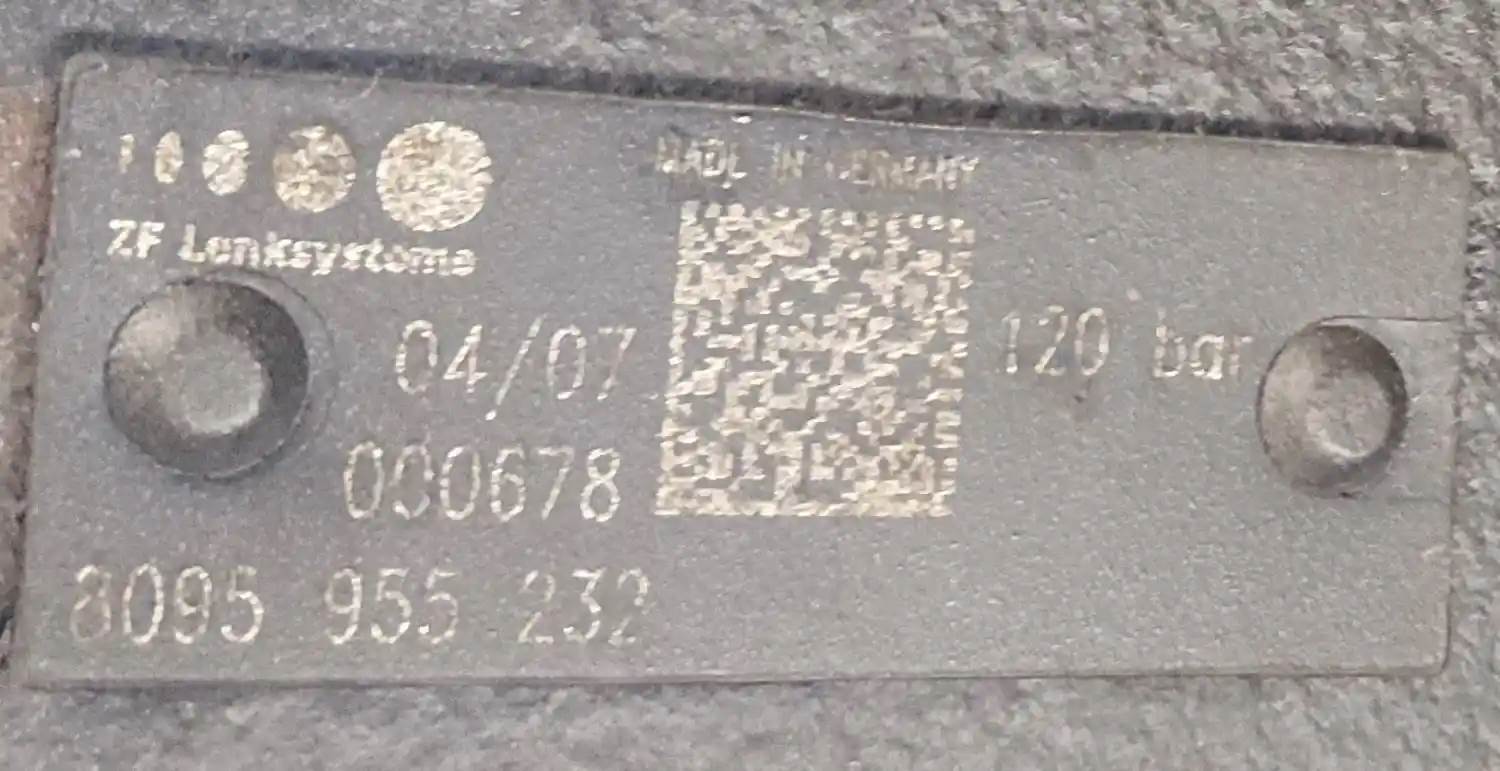 ZF Lenksysteme
MADE IN GERMANY
04/07
120 bar
000678
8095 955 232